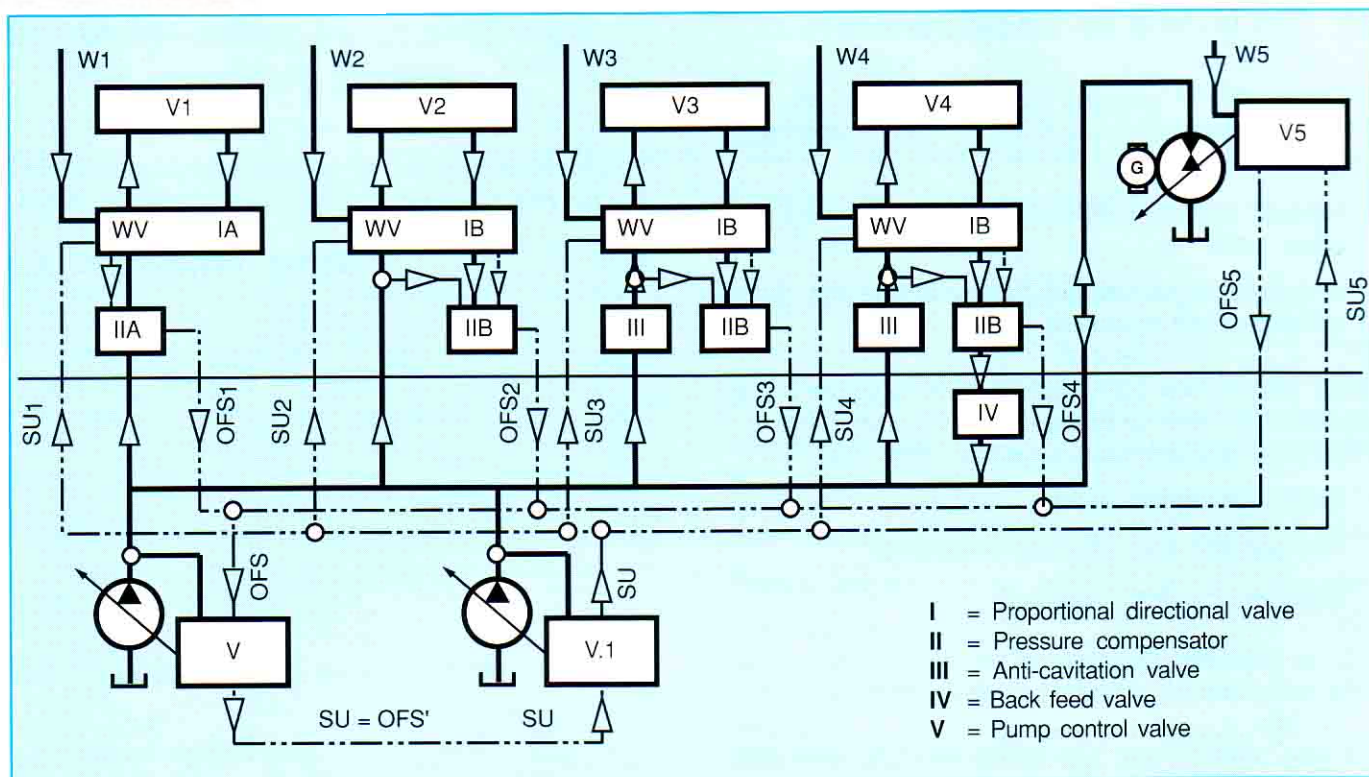 W1 W2 W3 W4 W5
V1 V2 V3 V4 V5
G
WV IA WV IB WV IB WV IB
IIA IIB III IIB III IIB
OFS5 SU5
SU1 OFS1 SU2 OFS2 SU3 OFS3 SU4 IV OFS4
OFS SU
V V.1
SU = OFS' SU
I = Proportional directional valve
II = Pressure compensator
III = Anti-cavitation valve
IV = Back feed valve
V = Pump control valve